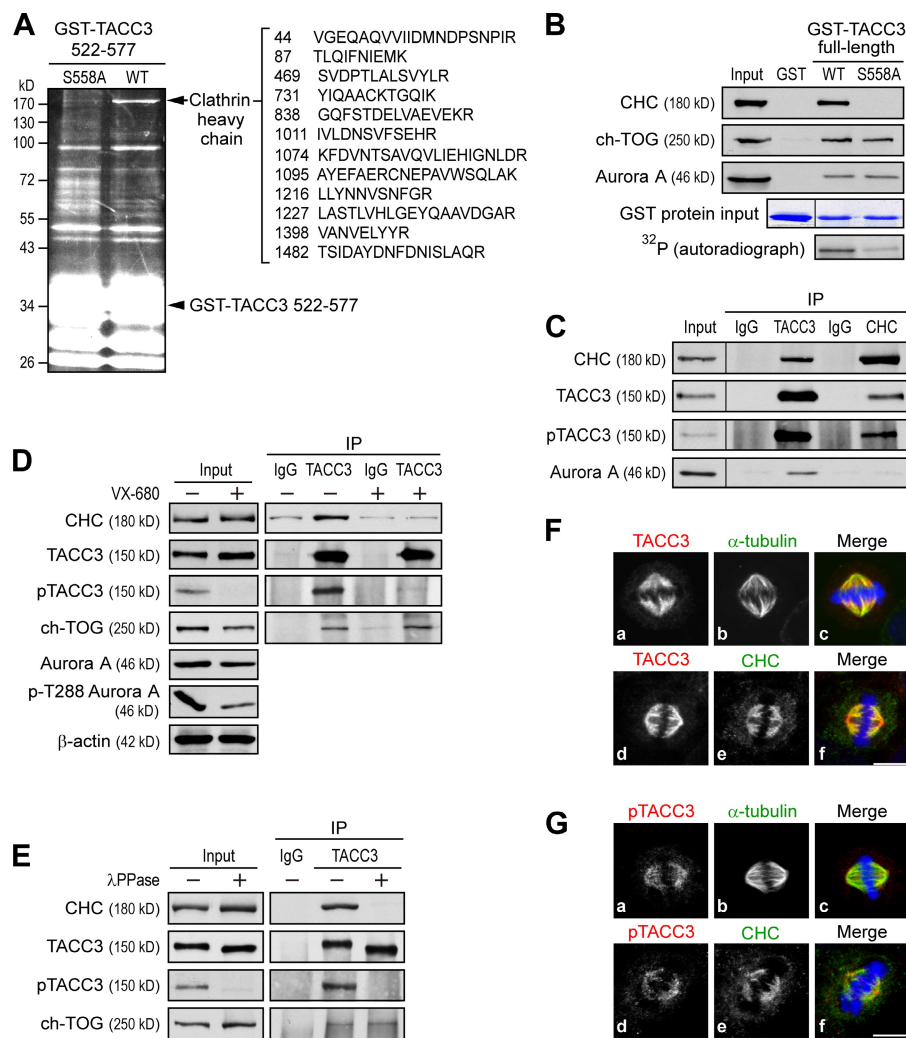 A
GST-TACC3
522-577
S558A WT
kD
170
130
100
72
55
43
34
26
Clathrin
heavy
chain
44 VGEQAQVVIIDMNDPSNPIR
87 TLQIFNIEMK
469 SVDPTLALSVYLR
731 YIQAACKTGQIK
838 GQFSTDELVAEVEKR
1011 IVLDNSVFSEHR
1074 KFDVNTSAVQVLIEHIGNLDR
1095 AYEFAERCNEPAVWSQLAK
1216 LLYNNVSNFGR
1227 LASTLVHLGEYQAAVDGAR
1398 VANVELYYR
1482 TSIDAYDNFDNISLAQR
GST-TACC3 522-577
B
GST-TACC3
full-length
Input GST WT S558A
CHC (180 kD)
ch-TOG (250 kD)
Aurora A (46 kD)
GST protein input
32P (autoradiograph)
C
IP
Input IgG TACC3 IgG CHC
CHC (180 kD)
TACC3 (150 kD)
pTACC3 (150 kD)
Aurora A (46 kD)
D
IP
Input IgG TACC3 IgG TACC3
VX-680 − + − − + +
CHC (180 kD)
TACC3 (150 kD)
pTACC3 (150 kD)
ch-TOG (250 kD)
Aurora A (46 kD)
p-T288 Aurora A
(46 kD)
β-actin (42 kD)
E
IP
Input IgG TACC3
λPPase − + − − +
CHC (180 kD)
TACC3 (150 kD)
pTACC3 (150 kD)
ch-TOG (250 kD)
F
TACC3 α-tubulin Merge
a b c
TACC3 CHC Merge
d e f
G
pTACC3 α-tubulin Merge
a b c
pTACC3 CHC Merge
d e f